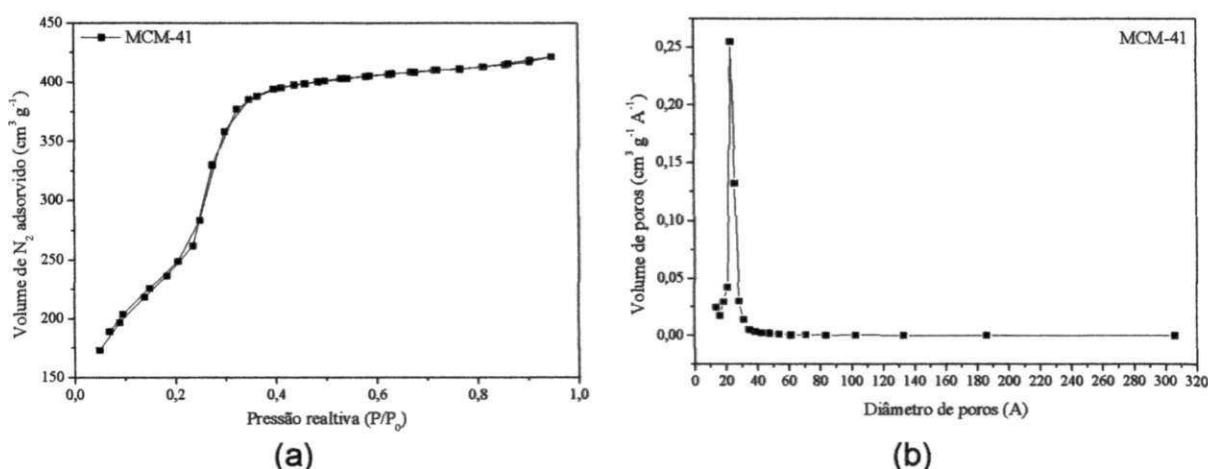 MCM-41
Volume de N₂ adsorvido (cm³ g⁻¹)
450
400
350
300
250
200
150
0,0 0,2 0,4 0,6 0,8 1,0
Pressão realtiva (P/P₀)
(a)
MCM-41
Volume de poros (cm³ g⁻¹ A⁻¹)
0,25
0,20
0,15
0,10
0,05
0,00
0 20 40 60 80 100 120 140 160 180 200 220 240 260 280 300 320
Diâmetro de poros (A)
(b)